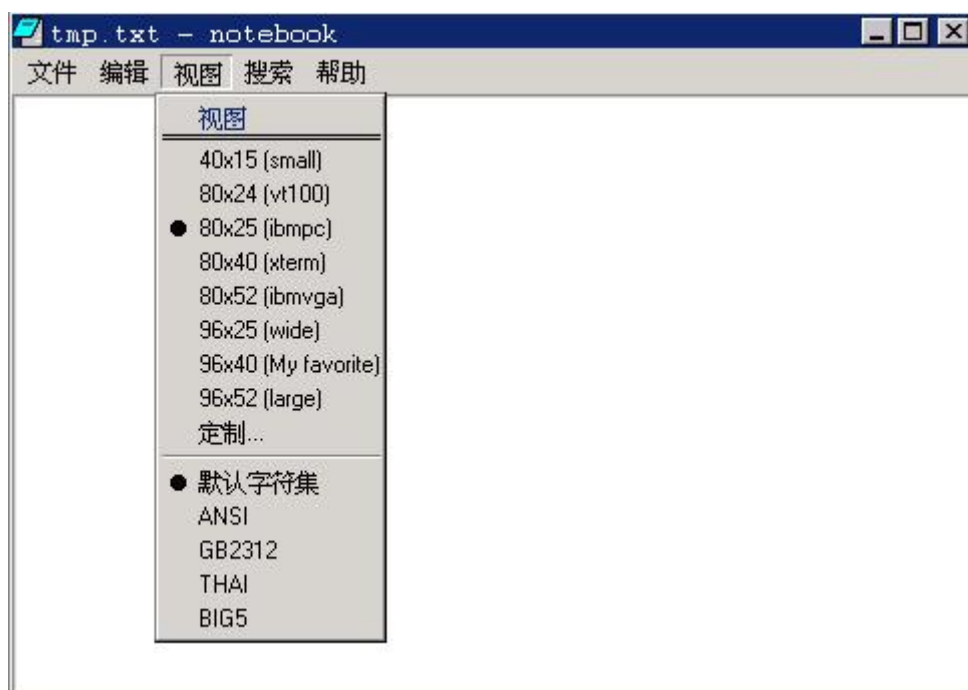 tmp.txt - notebook
文件 编辑 视图 搜索 帮助
视图
40x15 (small)
80x24 (vt100)
80x25 (ibmpc)
80x40 (xterm)
80x52 (ibmvga)
96x25 (wide)
96x40 (My favorite)
96x52 (large)
定制...
默认字符集
ANSI
GB2312
THAI
BIG5